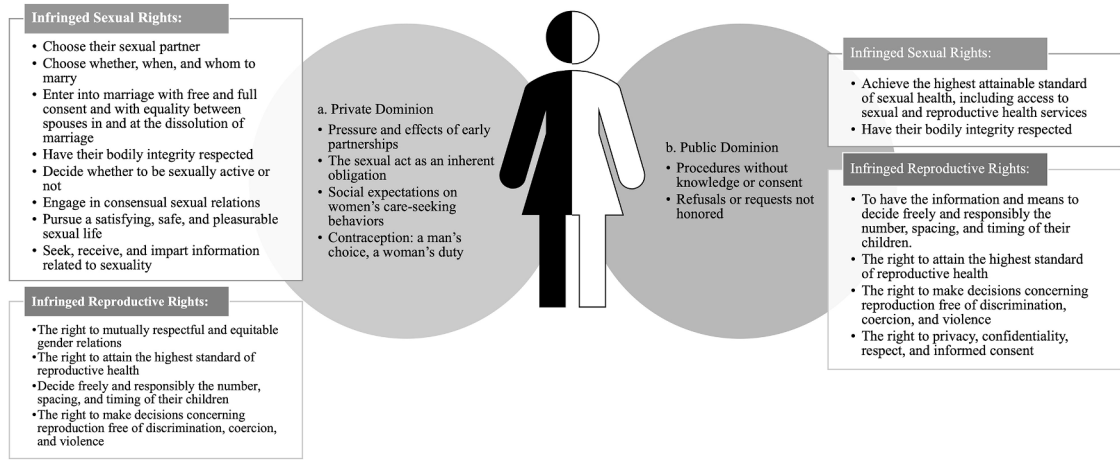 Infringed Sexual Rights:
• Choose their sexual partner
• Choose whether, when, and whom to
marry
• Enter into marriage with free and full
consent and with equality between
spouses in and at the dissolution of
marriage
• Have their bodily integrity respected
• Decide whether to be sexually active or
not
• Engage in consensual sexual relations
• Pursue a satisfying, safe, and pleasurable
sexual life
• Seek, receive, and impart information
related to sexuality
Infringed Reproductive Rights:
•The right to mutually respectful and equitable
gender relations
•The right to attain the highest standard of
reproductive health
•Decide freely and responsibly the number,
spacing, and timing of their children
•The right to make decisions concerning
reproduction free of discrimination, coercion,
and violence
a. Private Dominion
• Pressure and effects of early
partnerships
• The sexual act as an inherent
obligation
• Social expectations on
women’s care-seeking
behaviors
• Contraception: a man’s
choice, a woman’s duty
b. Public Dominion
• Procedures without
knowledge or consent
• Refusals or requests not
honored
Infringed Sexual Rights:
• Achieve the highest attainable standard
of sexual health, including access to
sexual and reproductive health services
• Have their bodily integrity respected
Infringed Reproductive Rights:
• To have the information and means to
decide freely and responsibly the
number, spacing, and timing of their
children.
• The right to attain the highest standard
of reproductive health
• The right to make decisions concerning
reproduction free of discrimination,
coercion, and violence
• The right to privacy, confidentiality,
respect, and informed consent